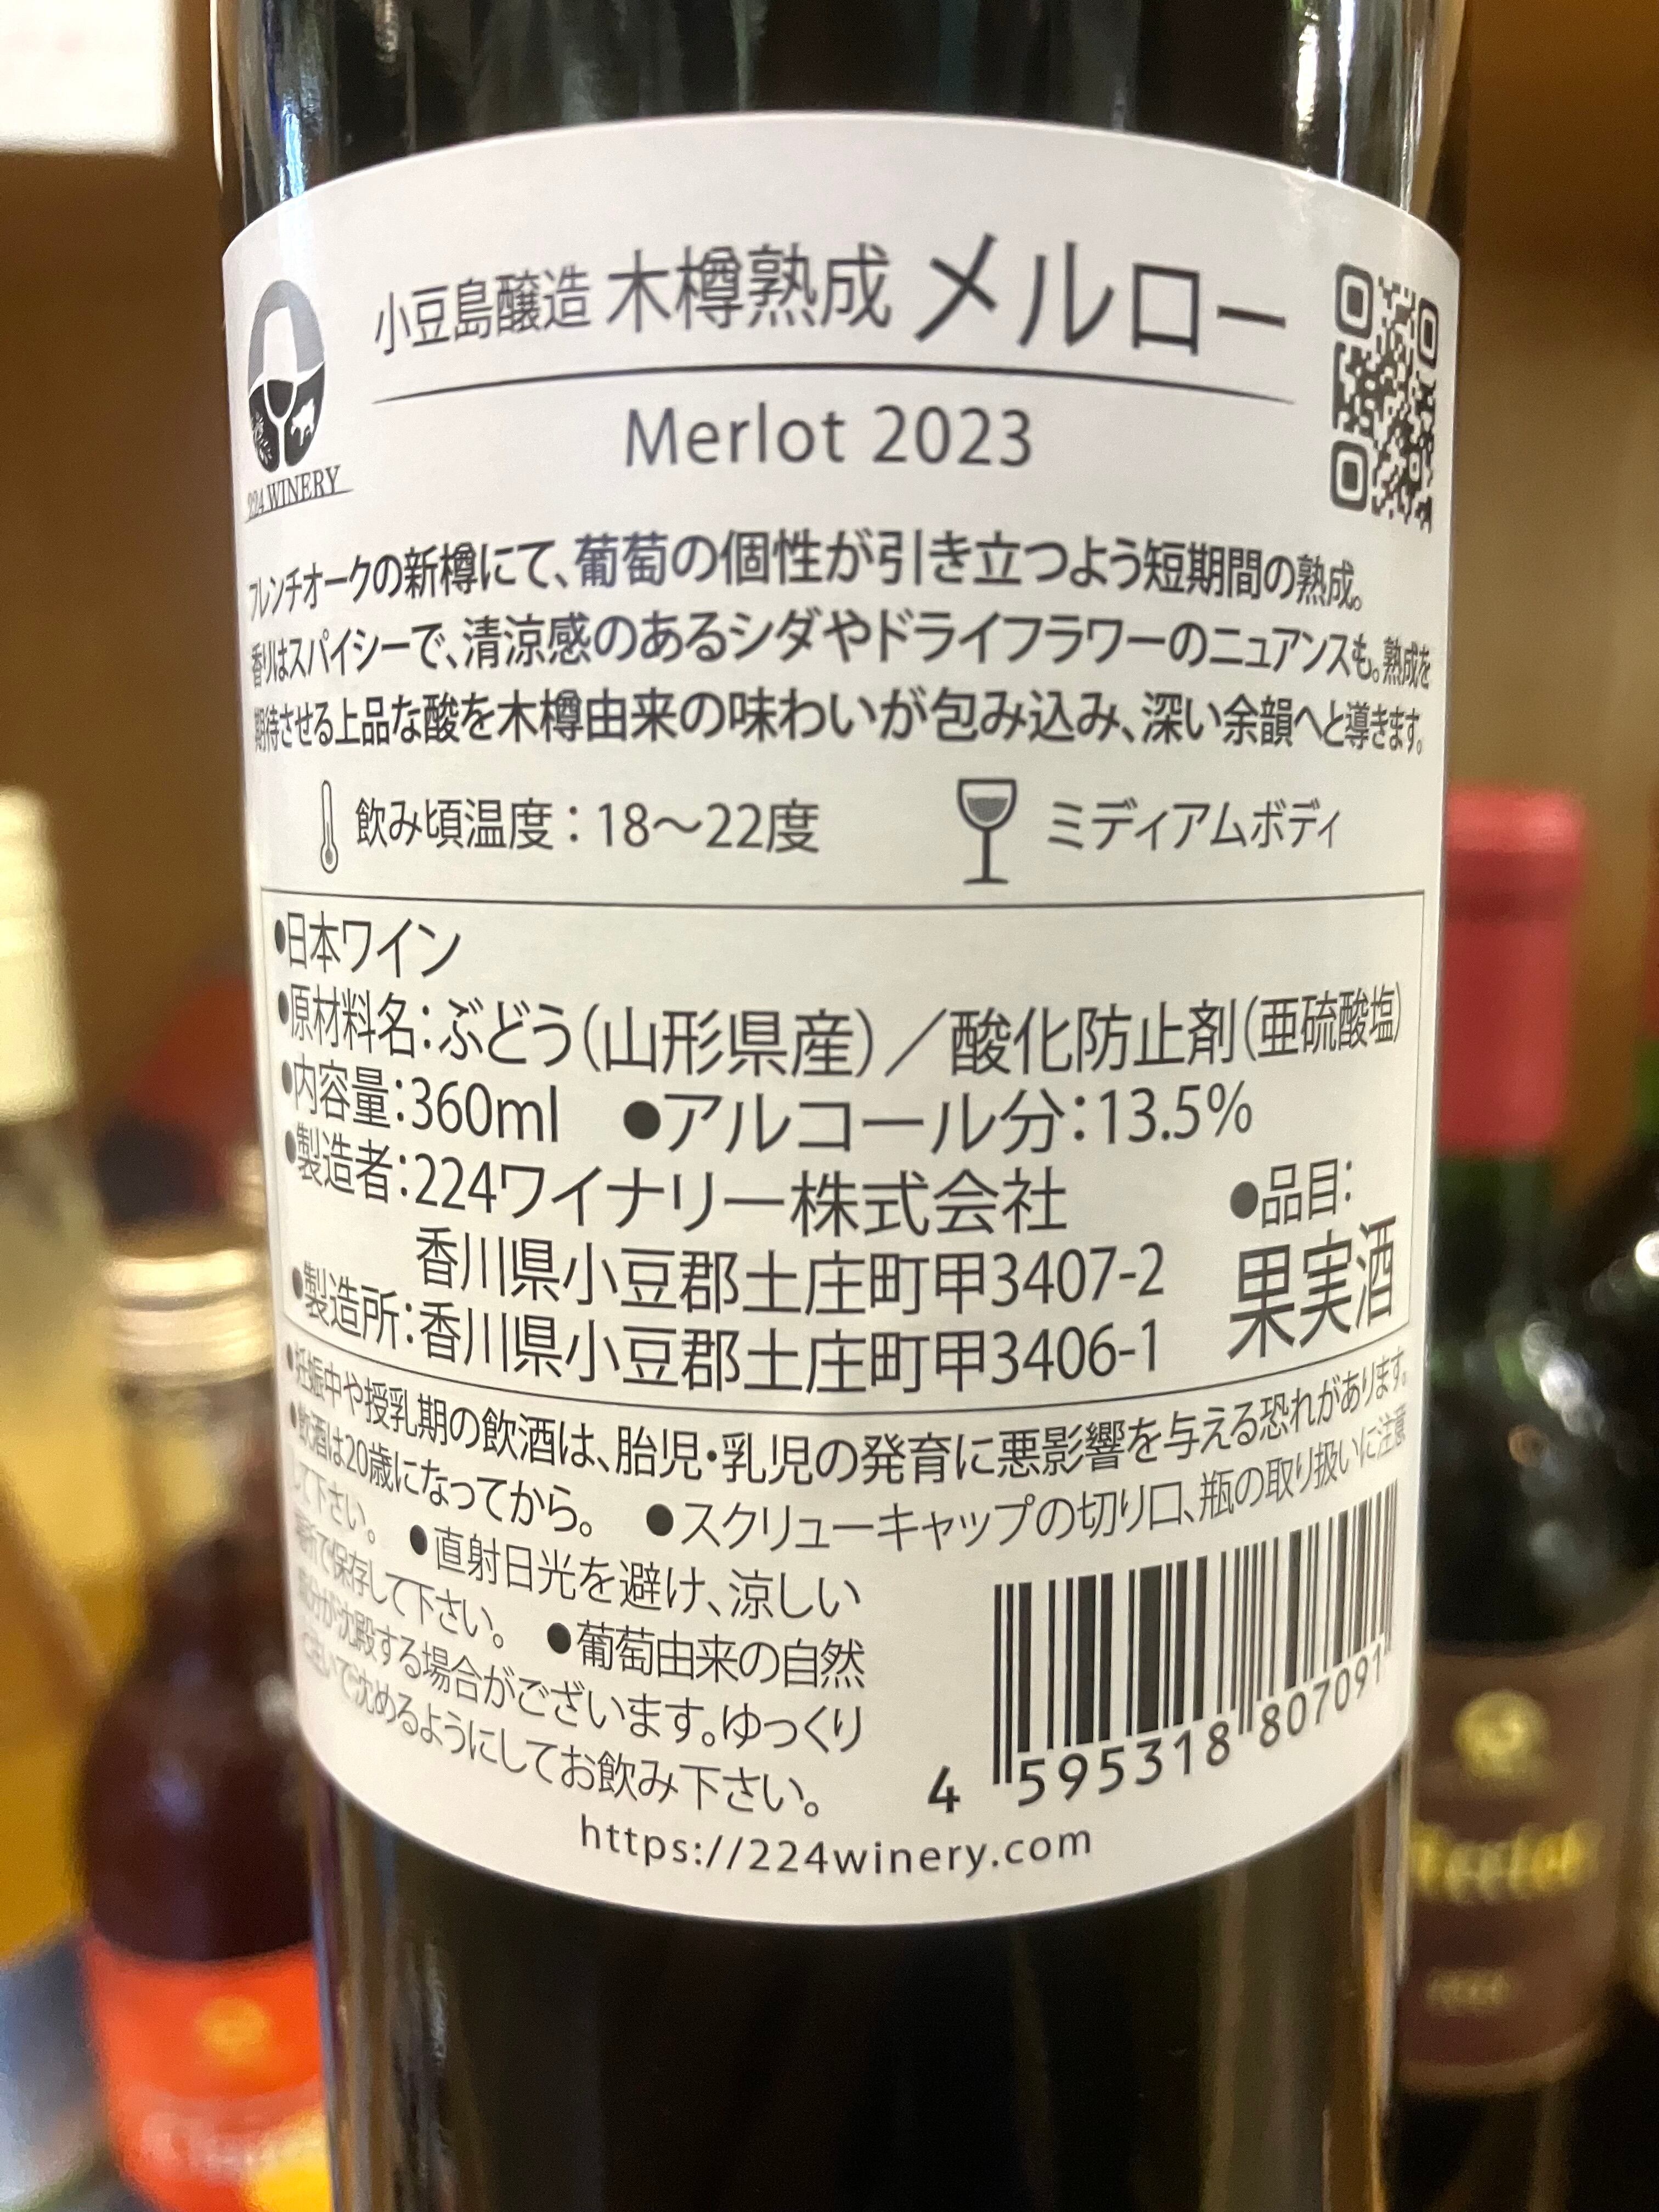 小豆島醸造 木樽熟成 メルロー
Merlot 2023
224 WINERY
フレンチオークの新樽にて、葡萄の個性が引き立つよう短期間の熟成。
香りはスパイシーで、清涼感のあるシダやドライフラワーのニュアンスも。熟成を
期待させる上品な酸を木樽由来の味わいが包み込み、深い余韻へと導きます。
飲み頃温度：18～22度 ミディアムボディ
●日本ワイン
●原材料名：ぶどう（山形県産）／酸化防止剤（亜硫酸塩）
●内容量：360ml ●アルコール分：13.5%
●製造者：224ワイナリー株式会社
香川県小豆郡土庄町甲3407-2
●製造所：香川県小豆郡土庄町甲3406-1
●品目：
果実酒
●妊娠中や授乳期の飲酒は、胎児・乳児の発育に悪影響を与える恐れがあります。
●飲酒は20歳になってから。 ●スクリューキャップの切り口、瓶の取り扱いに注意
して下さい。 ●直射日光を避け、涼しい
場所で保存して下さい。 ●葡萄由来の自然
成分が沈殿する場合がございます。ゆっくり
に注いで沈めるようにしてお飲み下さい。
4 595318 807091
https://224winery.com
Merlot